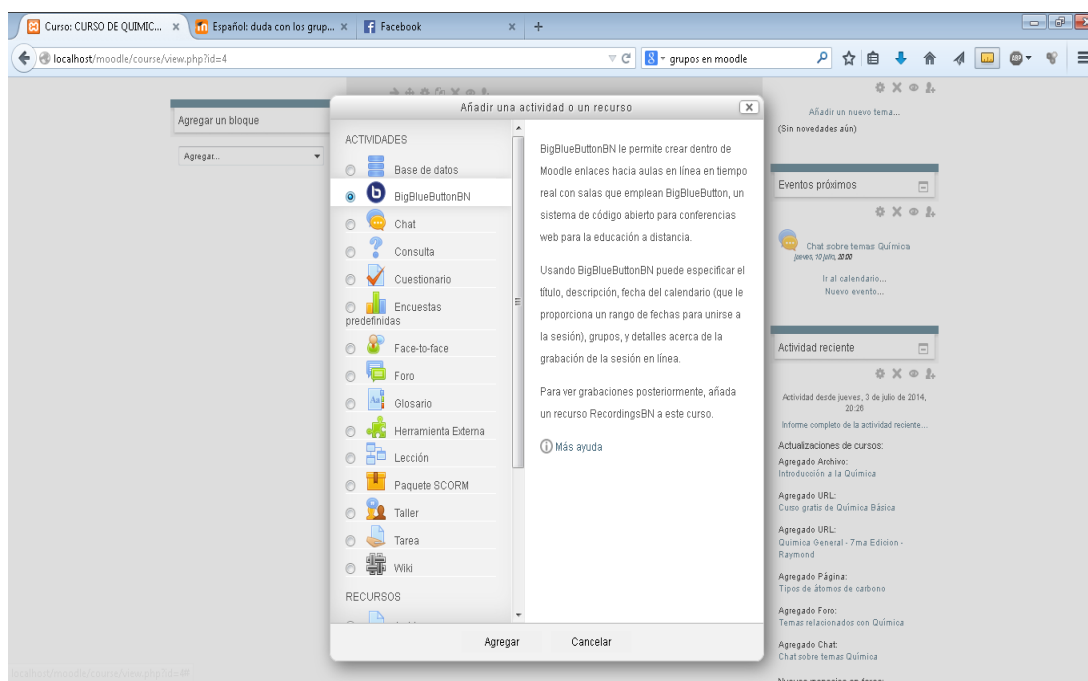 Curso: CURSO DE QUIMIC...
Español: duda con los grup...
Facebook
localhost/moodle/course/view.php?id=4
grupos en moodle
Agregar un bloque
Agregar...
Añadir una actividad o un recurso
ACTIVIDADES
Base de datos
BigBlueButtonBN
Chat
Consulta
Cuestionario
Encuestas
predefinidas
Face-to-face
Foro
Glosario
Herramienta Externa
Lección
Paquete SCORM
Taller
Tarea
Wiki
RECURSOS
BigBlueButtonBN le permite crear dentro de
Moodle enlaces hacia aulas en línea en tiempo
real con salas que emplean BigBlueButton, un
sistema de código abierto para conferencias
web para la educación a distancia.
Usando BigBlueButtonBN puede especificar el
título, descripción, fecha del calendario (que le
proporciona un rango de fechas para unirse a
la sesión), grupos, y detalles acerca de la
grabación de la sesión en línea.
Para ver grabaciones posteriormente, añada
un recurso RecordingsBN a este curso.
Más ayuda
Agregar
Cancelar
Añadir un nuevo tema...
(Sin novedades aún)
Eventos próximos
Chat sobre temas Química
jueves, 10 julio, 20:00
Ir al calendario...
Nuevo evento...
Actividad reciente
Actividad desde jueves, 3 de julio de 2014,
20:26
Informe completo de la actividad reciente...
Actualizaciones de cursos:
Agregado Archivo:
Introducción a la Química
Agregado URL:
Curso gratis de Química Básica
Agregado URL:
Quimica General - 7ma Edicion -
Raymond
Agregado Página:
Tipos de átomos de carbono
Agregado Foro:
Temas relacionados con Química
Agregado Chat:
Chat sobre temas Química